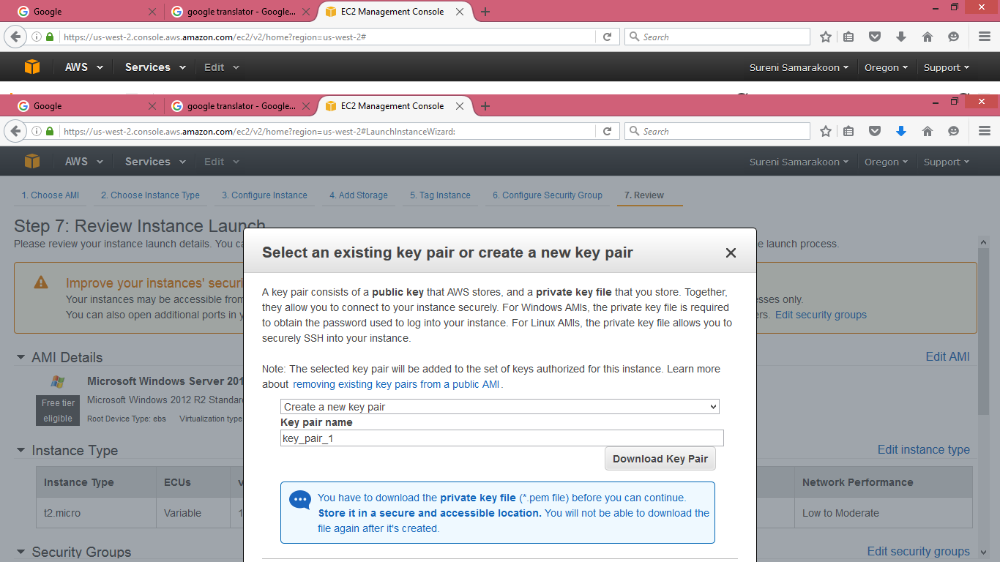 Google
google translator - Google...
EC2 Management Console
https://us-west-2.console.aws.amazon.com/ec2/v2/home?region=us-west-2#
Search
AWS Services Edit Sureni Samarakoon Oregon Support
Google
google translator - Google...
EC2 Management Console
https://us-west-2.console.aws.amazon.com/ec2/v2/home?region=us-west-2#LaunchInstanceWizard:
Search
AWS Services Edit Sureni Samarakoon Oregon Support
1. Choose AMI 2. Choose Instance Type 3. Configure Instance 4. Add Storage 5. Tag Instance 6. Configure Security Group 7. Review
Step 7: Review Instance Launch
Please review your instance launch details. You ca
e launch process.
Improve your instances' securi
Your instances may be accessible from
esses only.
You can also open additional ports in y
ers. Edit security groups
AMI Details
Edit AMI
Microsoft Windows Server 201
Free tier
eligible
Microsoft Windows 2012 R2 Standar
Root Device Type: ebs Virtualization type
Instance Type
Edit instance type
Instance Type ECUs v Network Performance
t2.micro Variable 1 Low to Moderate
Security Groups
Edit security groups
Select an existing key pair or create a new key pair
A key pair consists of a public key that AWS stores, and a private key file that you store. Together,
they allow you to connect to your instance securely. For Windows AMIs, the private key file is required
to obtain the password used to log into your instance. For Linux AMIs, the private key file allows you to
securely SSH into your instance.
Note: The selected key pair will be added to the set of keys authorized for this instance. Learn more
about removing existing key pairs from a public AMI.
Create a new key pair
Key pair name
key_pair_1
Download Key Pair
You have to download the private key file (*.pem file) before you can continue.
Store it in a secure and accessible location. You will not be able to download the
file again after it's created.